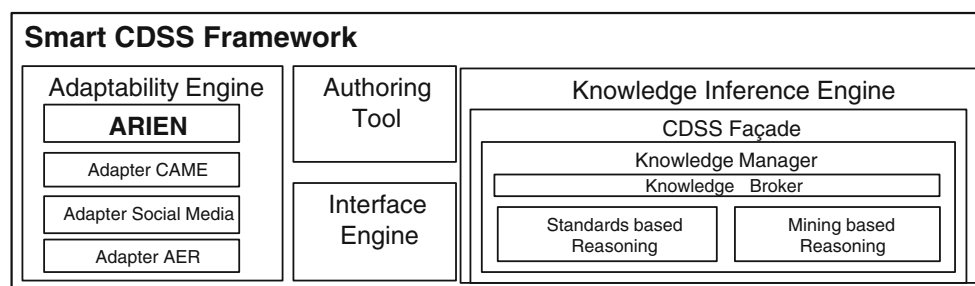 Smart CDSS Framework
Adaptability Engine
ARIEN
Adapter CAME
Adapter Social Media
Adapter AER
Authoring
Tool
Interface
Engine
Knowledge Inference Engine
CDSS Façade
Knowledge Manager
Knowledge Broker
Standards based
Reasoning
Mining based
Reasoning